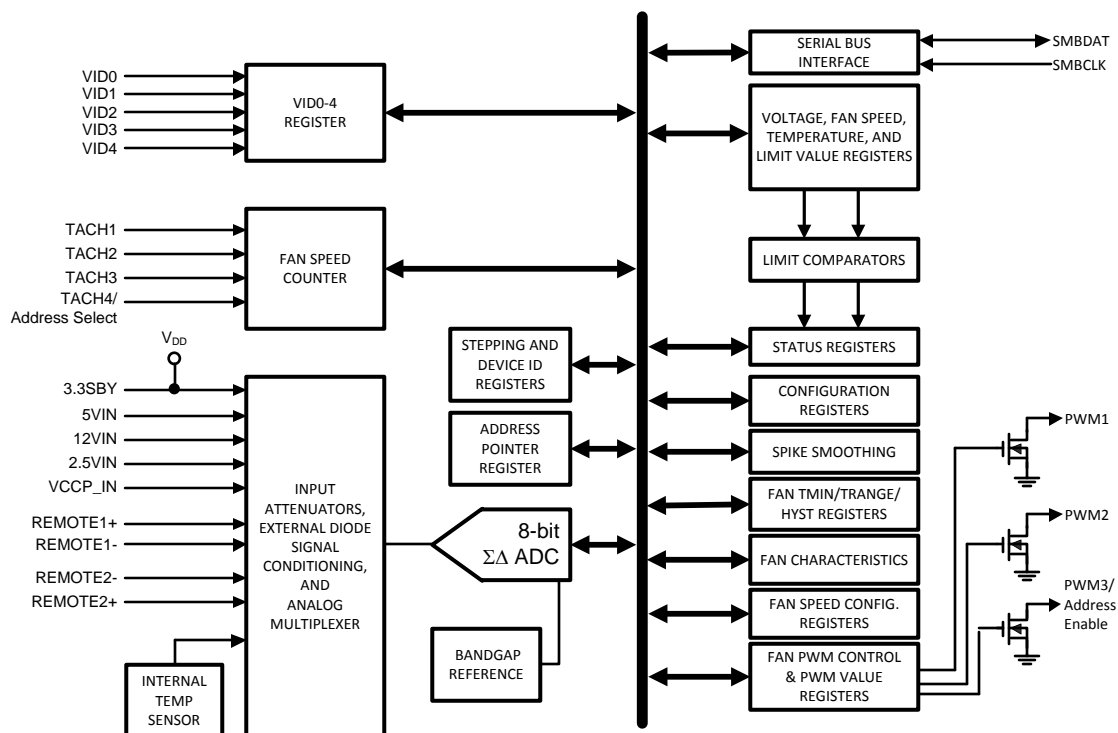 VID0
VID1
VID2
VID3
VID4
VID0-4
REGISTER
TACH1
TACH2
TACH3
TACH4/
Address Select
FAN SPEED
COUNTER
VDD
3.3SBY
5VIN
12VIN
2.5VIN
VCCP_IN
REMOTE1+
REMOTE1-
REMOTE2-
REMOTE2+
INTERNAL
TEMP
SENSOR
INPUT
ATTENUATORS,
EXTERNAL DIODE
SIGNAL
CONDITIONING,
AND
ANALOG
MULTIPLEXER
STEPPING AND
DEVICE ID
REGISTERS
ADDRESS
POINTER
REGISTER
8-bit
ΣΔ ADC
BANDGAP
REFERENCE
SERIAL BUS
INTERFACE
SMBDAT
SMBCLK
VOLTAGE, FAN SPEED,
TEMPERATURE, AND
LIMIT VALUE REGISTERS
LIMIT COMPARATORS
STATUS REGISTERS
CONFIGURATION
REGISTERS
SPIKE SMOOTHING
FAN TMIN/TRANGE/
HYST REGISTERS
FAN CHARACTERISTICS
FAN SPEED CONFIG.
REGISTERS
FAN PWM CONTROL
& PWM VALUE
REGISTERS
PWM1
PWM2
PWM3/
Address
Enable